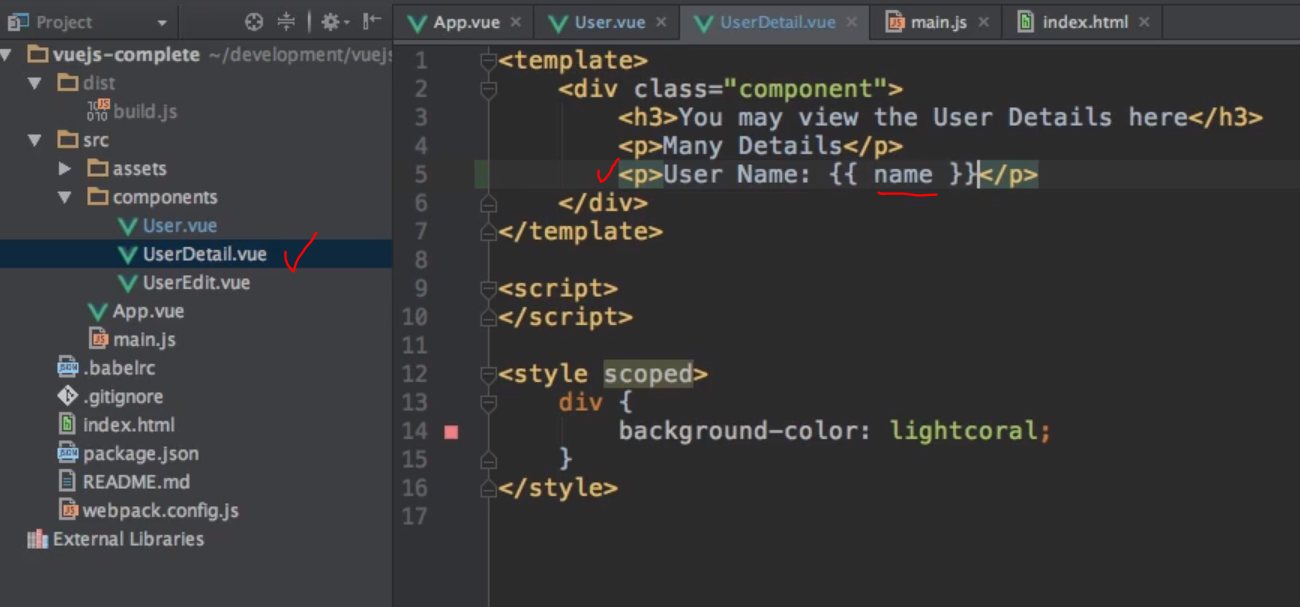 Project
App.vue
User.vue
UserDetail.vue
main.js
index.html
vuejs-complete ~/development/vuejs
dist
build.js
src
assets
components
User.vue
UserDetail.vue
UserEdit.vue
App.vue
main.js
.babelrc
.gitignore
index.html
package.json
README.md
webpack.config.js
External Libraries
1 <template>
2 <div class="component">
3 <h3>You may view the User Details here</h3>
4 <p>Many Details</p>
5 <p>User Name: {{ name }}</p>
6 </div>
7 </template>
8
9 <script>
10 </script>
11
12 <style scoped>
13 div {
14 background-color: lightcoral;
15 }
16 </style>
17